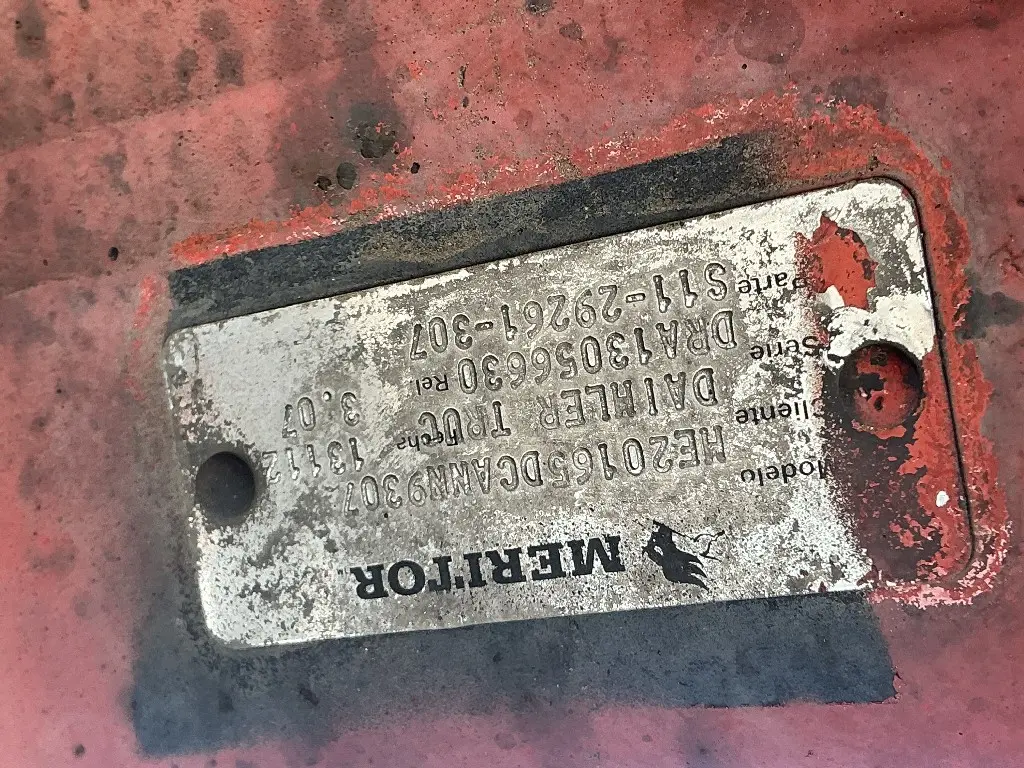 MERITOR
Modelo ME20165DCANN9307
Cliente DAIMLER TRUC Fecha 13112
Serie DRA13056630 Rel. 3.07
Parte S11-29261-307